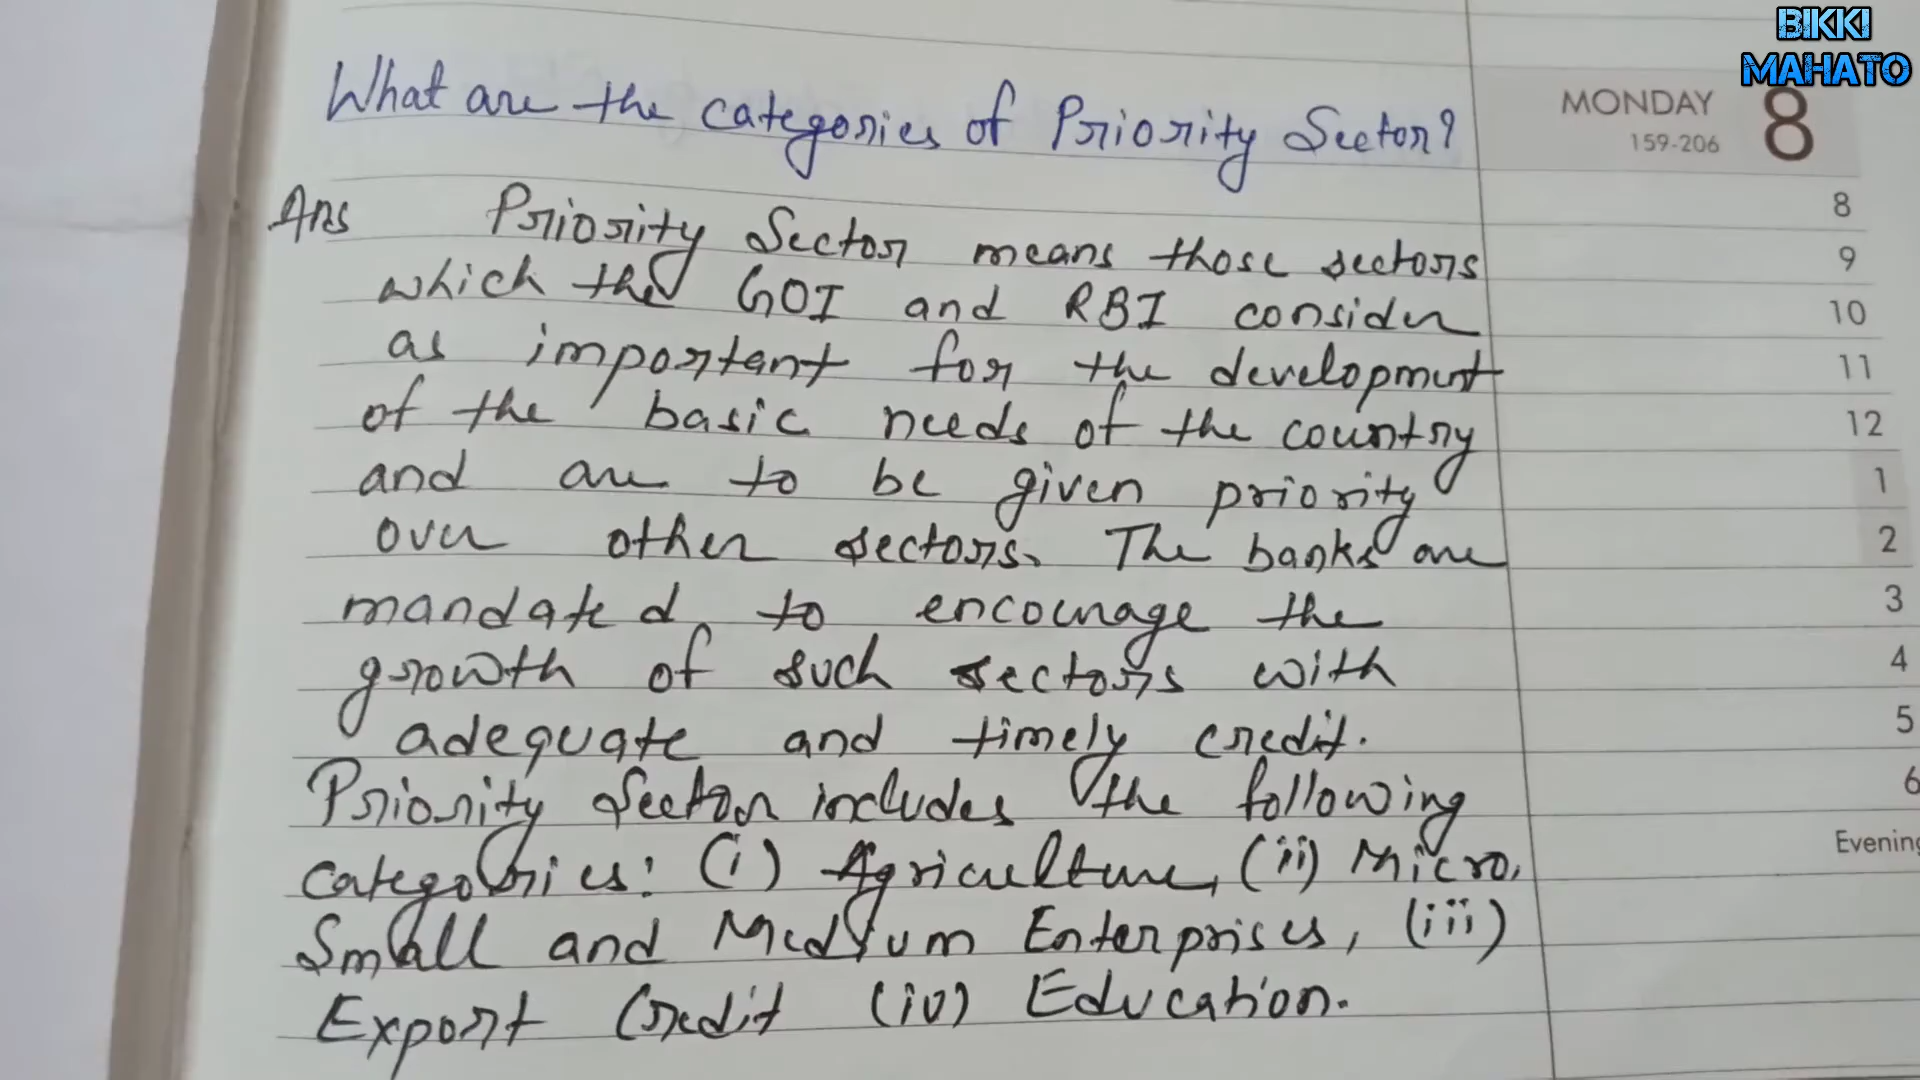 BIKKI
MAHATO
What are the categories of Priority Sector?
MONDAY 8
159-206
Ans Priority Sector means those sectors
which the GOI and RBI consider
as important for the development
of the basic needs of the country
and are to be given priority
over other sectors. The banks are
mandated to encourage the
growth of such sectors with
adequate and timely credit.
Priority Sector includes the following
categories: (i) Agriculture, (ii) Micro,
Small and Medium Enterprises, (iii)
Export Credit (iv) Education.
8
9
10
11
12
1
2
3
4
5
6
Evening